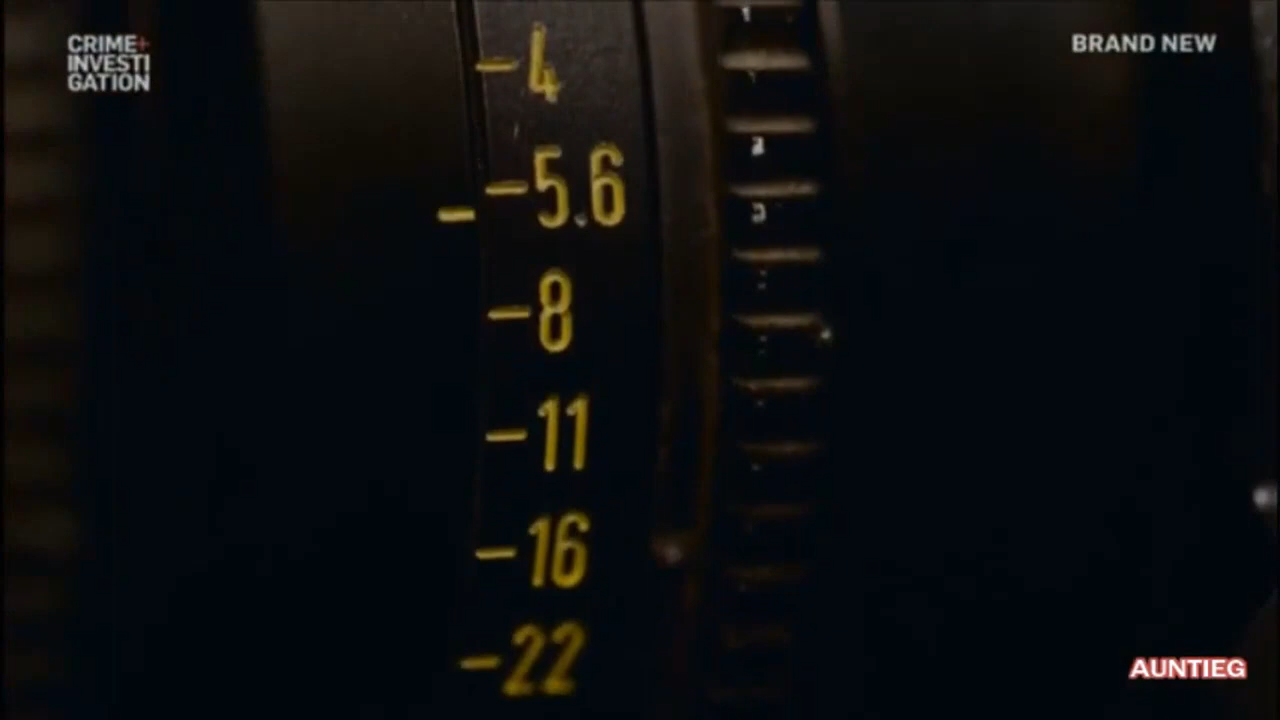 CRIME+
INVESTI
GATION
BRAND NEW
4
5.6
8
11
16
22
AUNTIEG